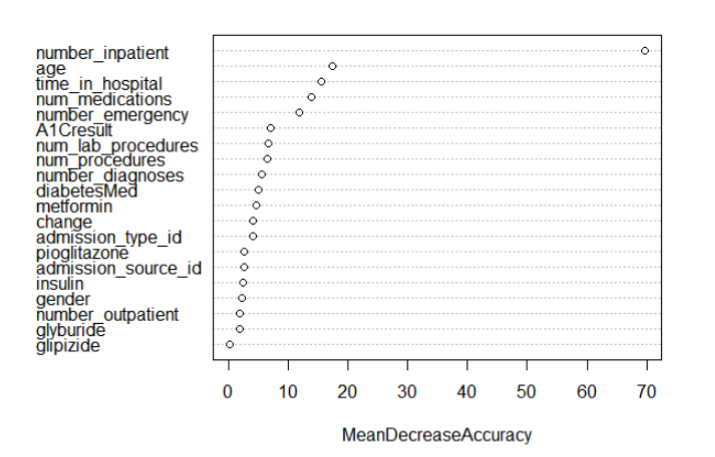 number_inpatient
age
time_in_hospital
num_medications
number_emergency
A1Cresult
num_lab_procedures
num_procedures
number_diagnoses
diabetesMed
metformin
change
admission_type_id
pioglitazone
admission_source_id
insulin
gender
number_outpatient
glyburide
glipizide
0 10 20 30 40 50 60 70
MeanDecreaseAccuracy